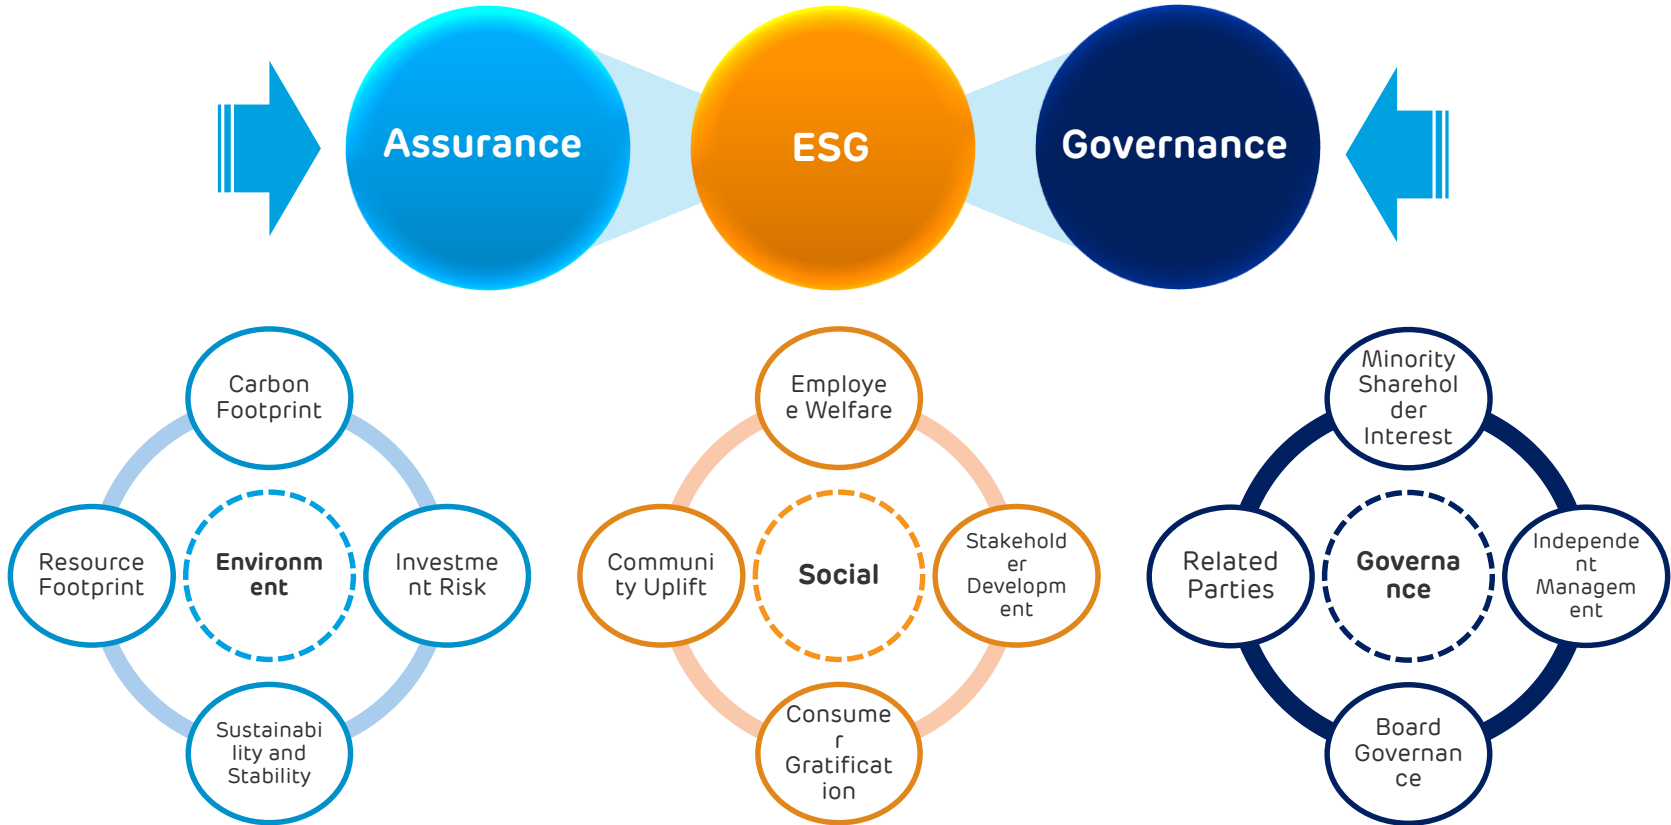 Assurance
ESG
Governance
Carbon
Footprint
Resource
Footprint
Environm
ent
Investme
nt Risk
Sustainabi
lity and
Stability
Employe
e Welfare
Communi
ty Uplift
Social
Stakehold
er
Developm
ent
Consume
r
Gratificat
ion
Minority
Sharehol
der
Interest
Related
Parties
Governa
nce
Independe
nt
Managem
ent
Board
Governan
ce